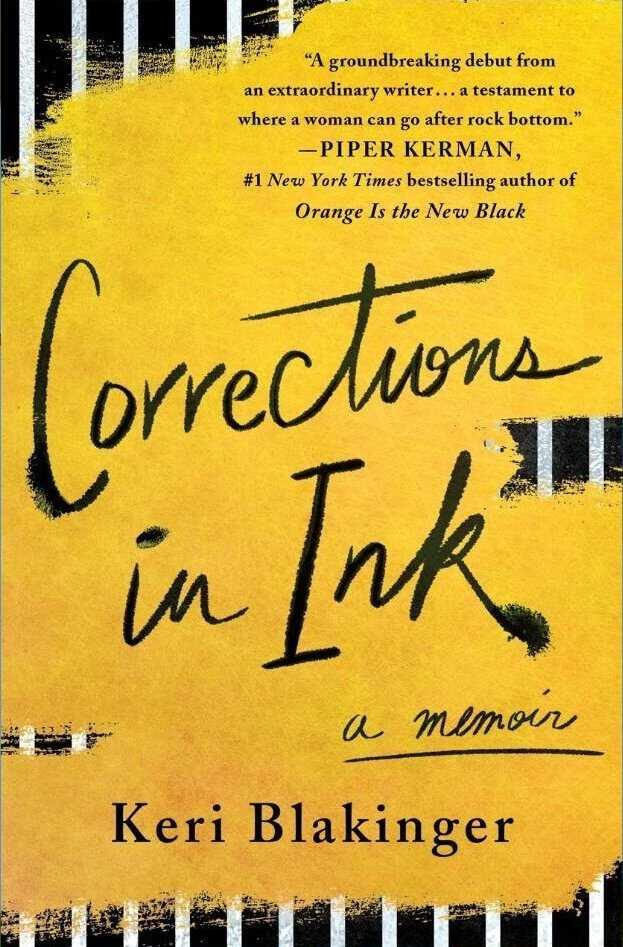 “A groundbreaking debut from
an extraordinary writer... a testament to
where a woman can go after rock bottom.”
—PIPER KERMAN,
#1 New York Times bestselling author of
Orange Is the New Black
Corrections
in Ink
a memoir
Keri Blakinger